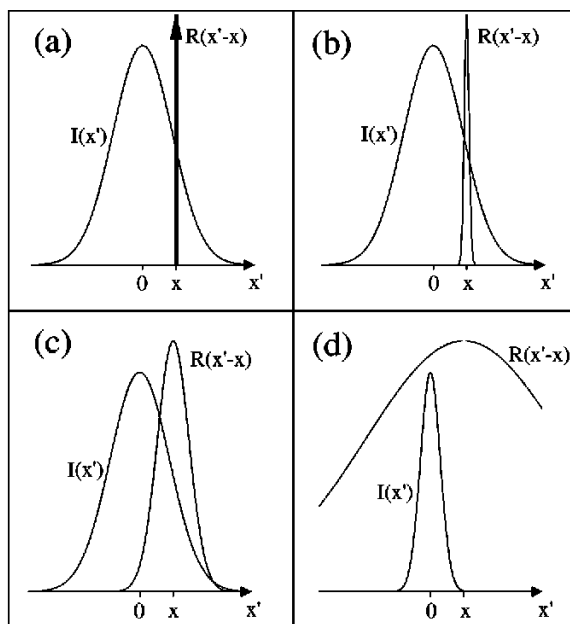 (a)
R(x'-x)
I(x')
0 x x'
(b)
R(x'-x)
I(x')
0 x x'
(c)
R(x'-x)
I(x')
0 x x'
(d)
R(x'-x)
I(x')
0 x x'